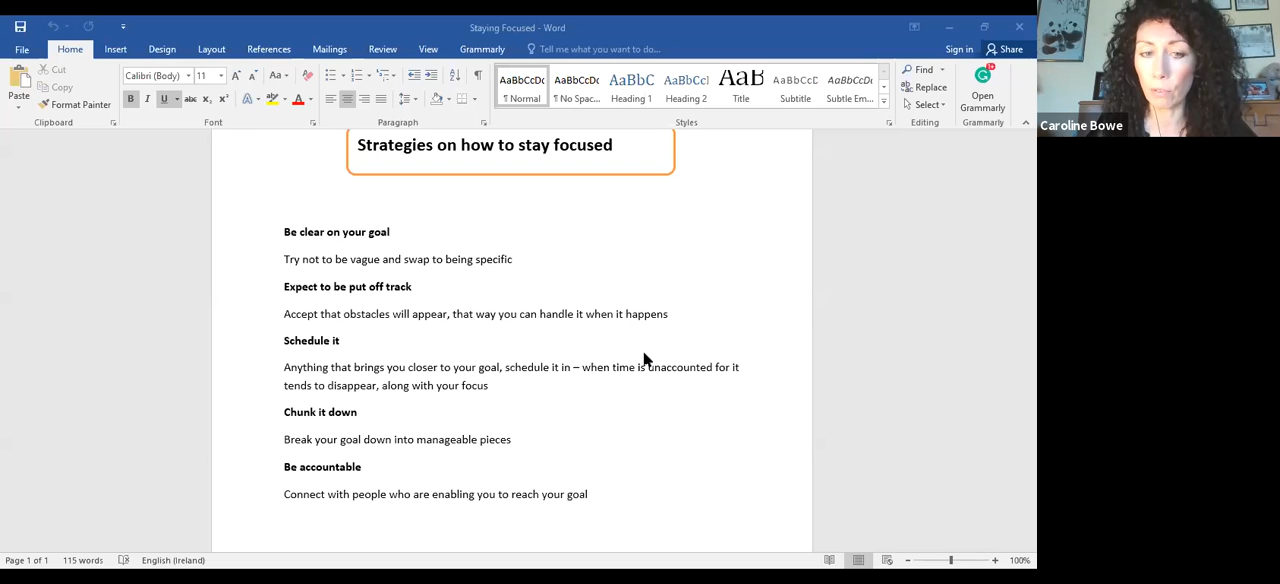 Staying Focused - Word
File Home Insert Design Layout References Mailings Review View Grammarly Tell me what you want to do... Sign in Share
Paste
Cut
Copy
Format Painter
Clipboard
Calibri (Body) 11
Font
Paragraph
AaBbCcDc AaBbCcDc AaBbC AaBbCcI AaB AaBbCcD AaBbCcDc
¶ Normal ¶ No Spac... Heading 1 Heading 2 Title Subtitle Subtle Em...
Styles
Find
Replace
Select
Editing
Open
Grammarly
Grammarly
Caroline Bowe
Strategies on how to stay focused
Be clear on your goal
Try not to be vague and swap to being specific
Expect to be put off track
Accept that obstacles will appear, that way you can handle it when it happens
Schedule it
Anything that brings you closer to your goal, schedule it in – when time is unaccounted for it
tends to disappear, along with your focus
Chunk it down
Break your goal down into manageable pieces
Be accountable
Connect with people who are enabling you to reach your goal
Page 1 of 1 115 words English (Ireland) 100%